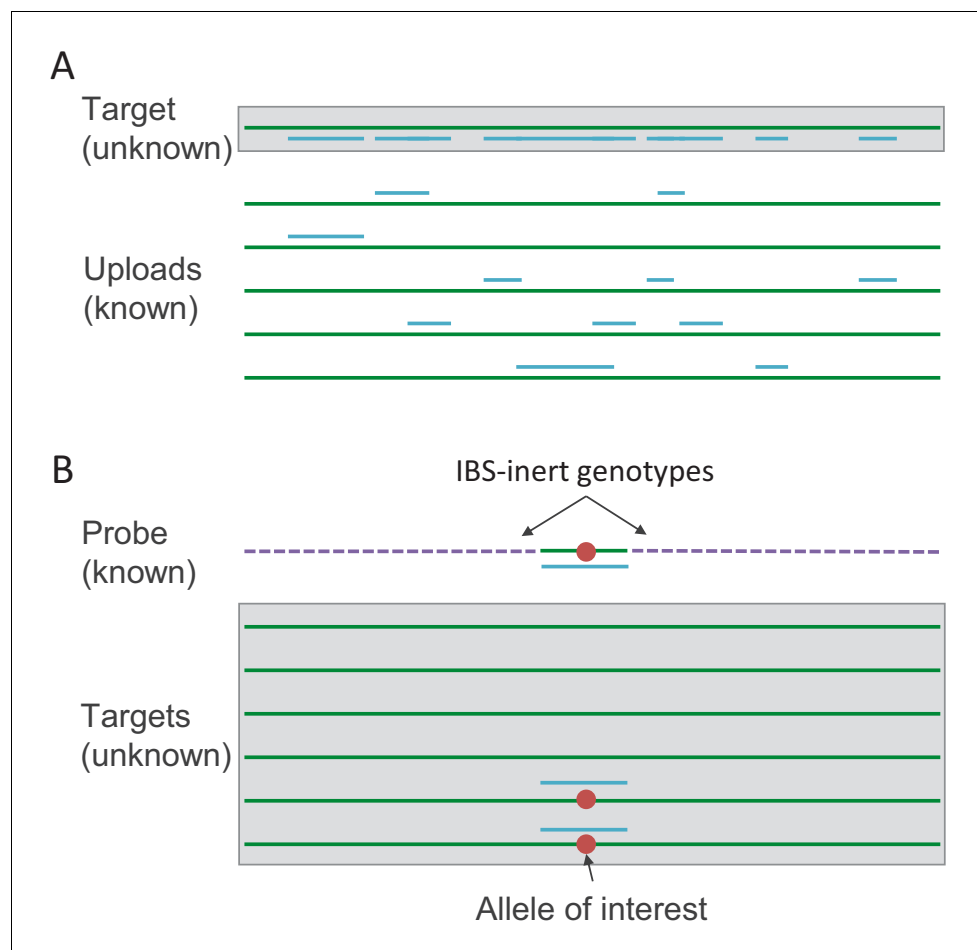 A
Target
(unknown)
Uploads
(known)
B
IBS-inert genotypes
Probe
(known)
Targets
(unknown)
Allele of interest